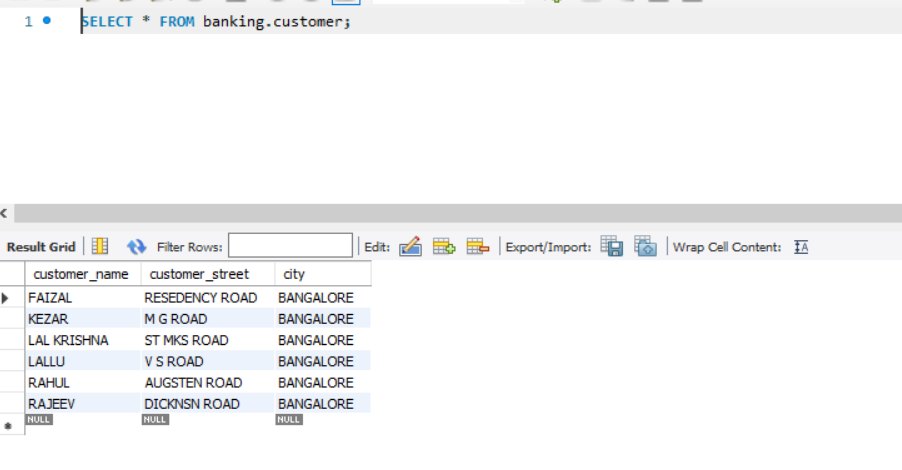 1 SELECT * FROM banking.customer;
Result Grid Filter Rows: Edit: Export/Import: Wrap Cell Content: IA
customer_name customer_street city
FAIZAL RESEDENCY ROAD BANGALORE
KEZAR M G ROAD BANGALORE
LAL KRISHNA ST MKS ROAD BANGALORE
LALLU V S ROAD BANGALORE
RAHUL AUGSTEN ROAD BANGALORE
RAJEEV DICKNSN ROAD BANGALORE
NULL NULL NULL